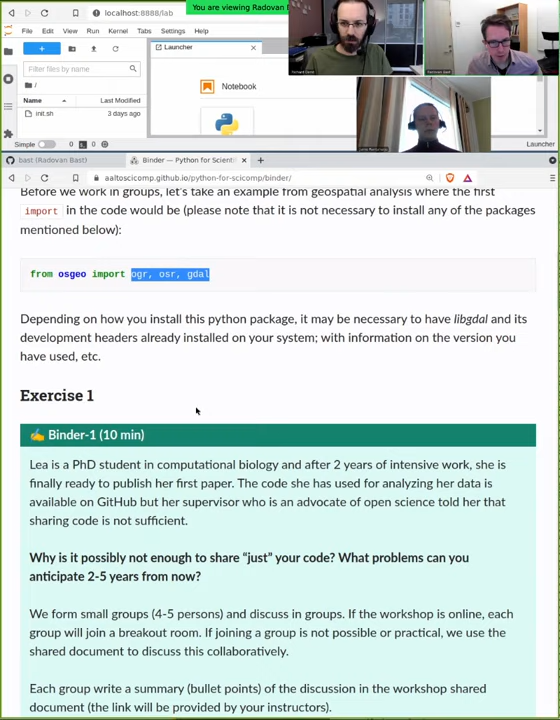 localhost:8888/lab
You are viewing Radovan B
File Edit View Run Kernel Tabs Settings
Launcher
Filter files by name
/
Name Last Modified
init.sh 3 days ago
Notebook
Simple 0 0
Launcher
bast (Radovan Bast)
Binder — Python for Scient
aaltoscicomp.github.io/python-for-scicomp/binder/
Before we work in groups, let's take an example from geospatial analysis where the first
import in the code would be (please note that it is not necessary to install any of the packages
mentioned below):
from osgeo import ogr, osr, gdal
Depending on how you install this python package, it may be necessary to have libgdal and its
development headers already installed on your system; with information on the version you
have used, etc.
Exercise 1
✍ Binder-1 (10 min)
Lea is a PhD student in computational biology and after 2 years of intensive work, she is
finally ready to publish her first paper. The code she has used for analyzing her data is
available on GitHub but her supervisor who is an advocate of open science told her that
sharing code is not sufficient.
Why is it possibly not enough to share “just” your code? What problems can you
anticipate 2-5 years from now?
We form small groups (4-5 persons) and discuss in groups. If the workshop is online, each
group will join a breakout room. If joining a group is not possible or practical, we use the
shared document to discuss this collaboratively.
Each group write a summary (bullet points) of the discussion in the workshop shared
document (the link will be provided by your instructors).